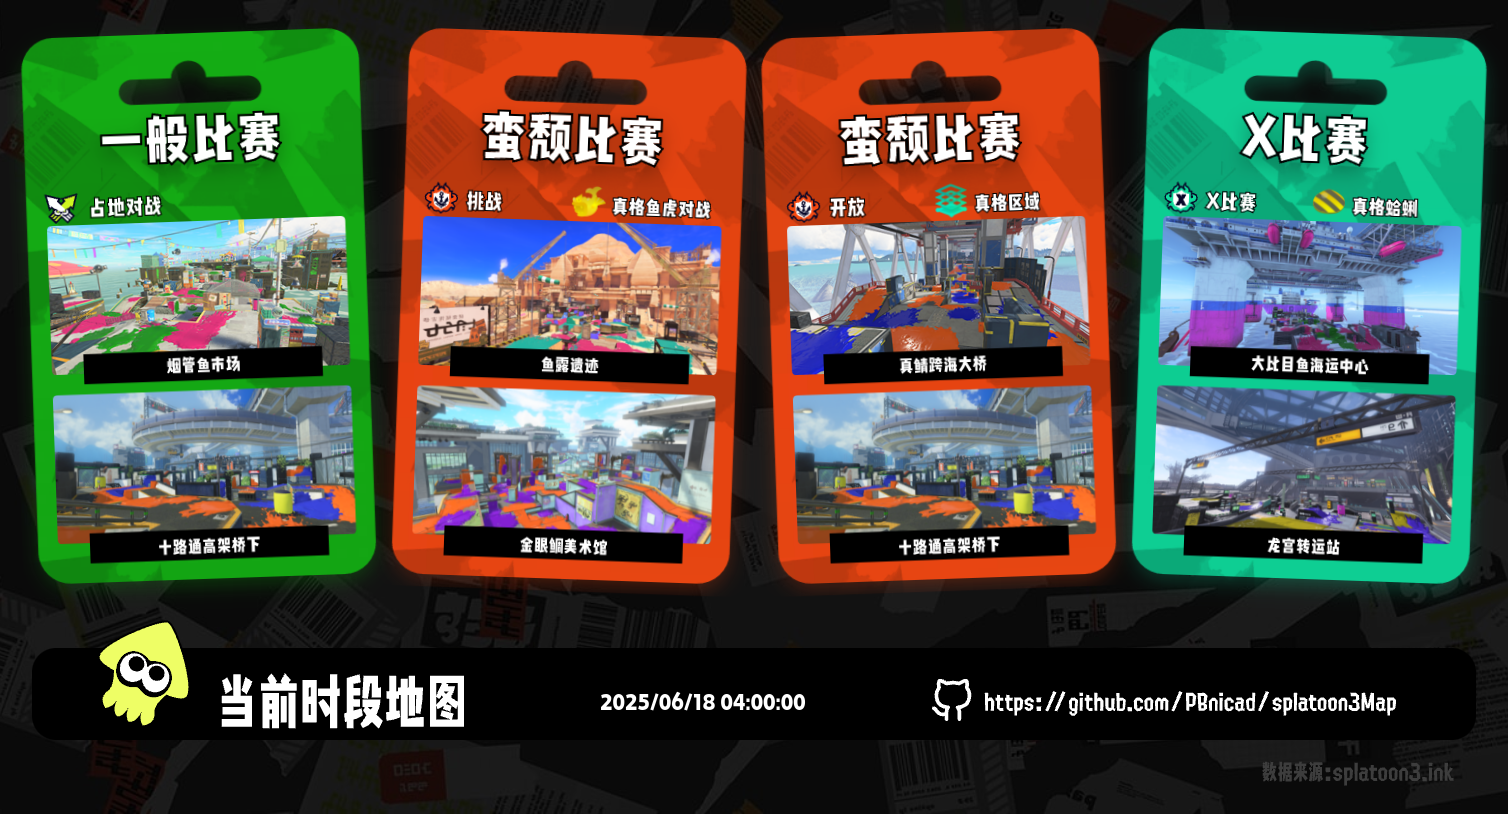 一般比赛
占地对战
烟管鱼市场
十路通高架桥下
蛮颓比赛
挑战
真格鱼虎对战
鱼露遗迹
金眼鲷美术馆
蛮颓比赛
开放
真格区域
真鲷跨海大桥
十路通高架桥下
X比赛
X比赛
真格蛤蜊
大比目鱼海运中心
龙宫转运站
当前时段地图
2025/06/18 04:00:00
https://github.com/PBnicad/splatoon3Map
数据来源:splatoon3.ink